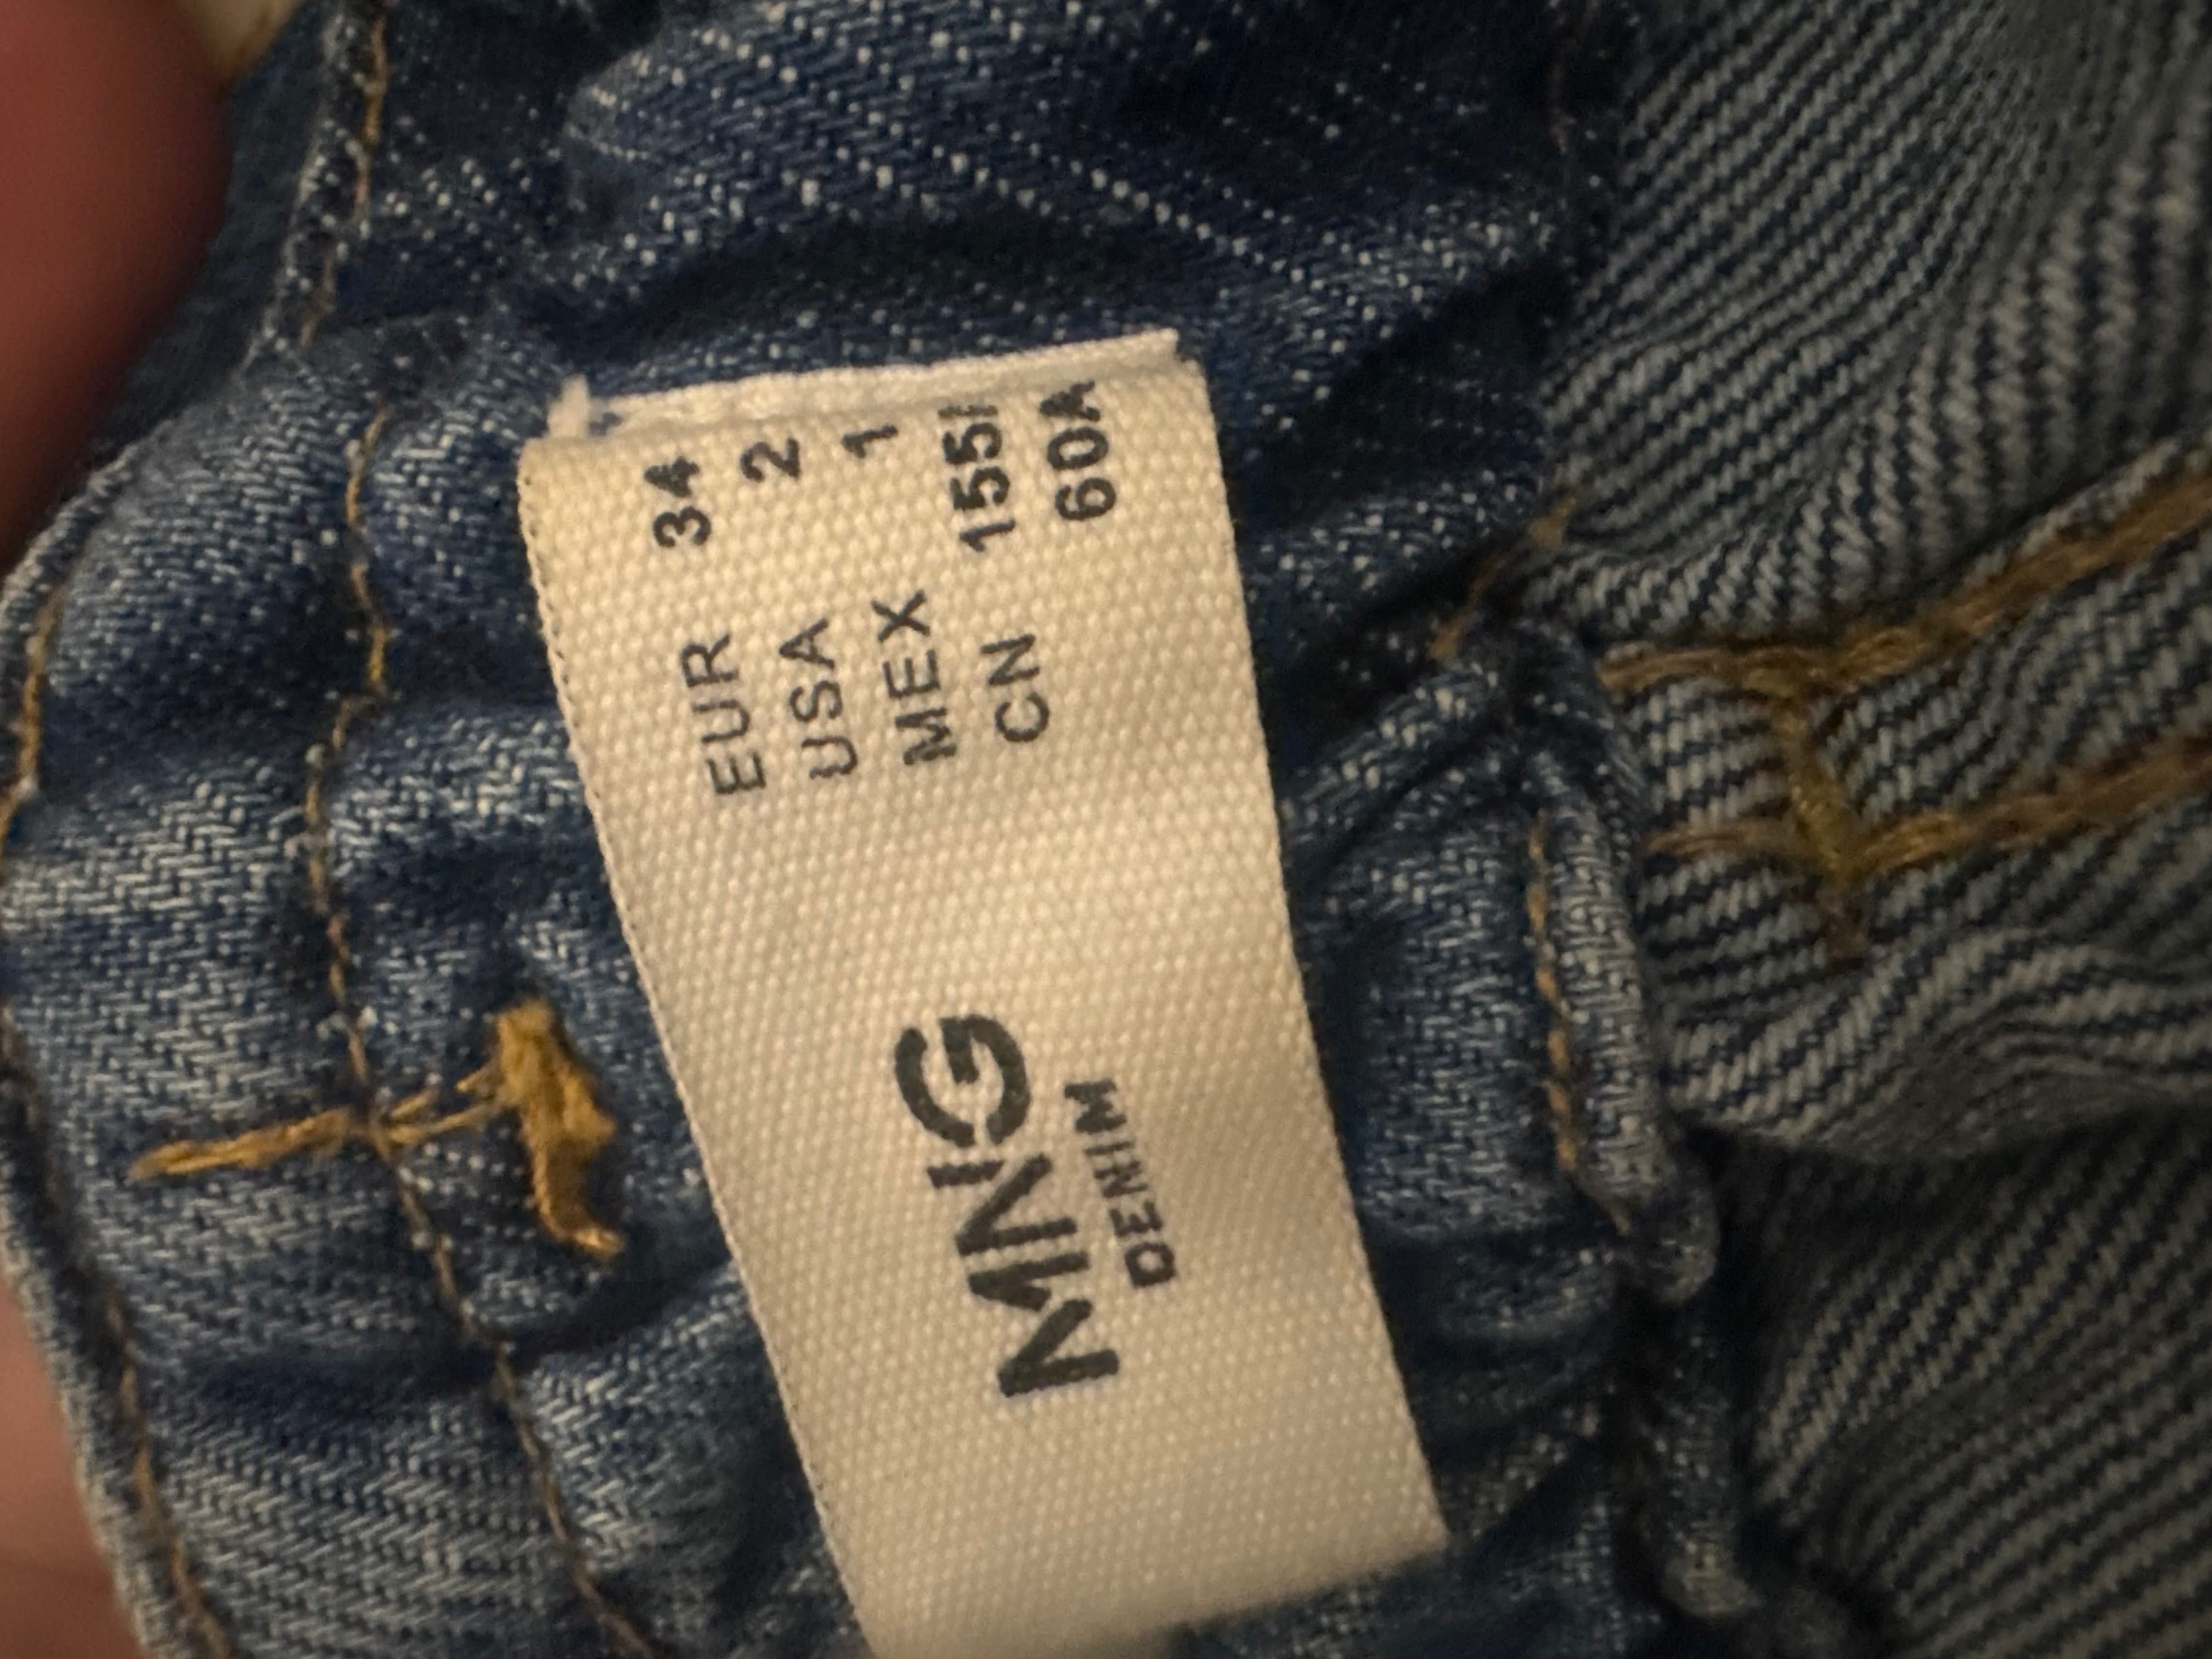 MNG
DENIM
EUR 34
USA 2
MEX 1
CN 155/
60A